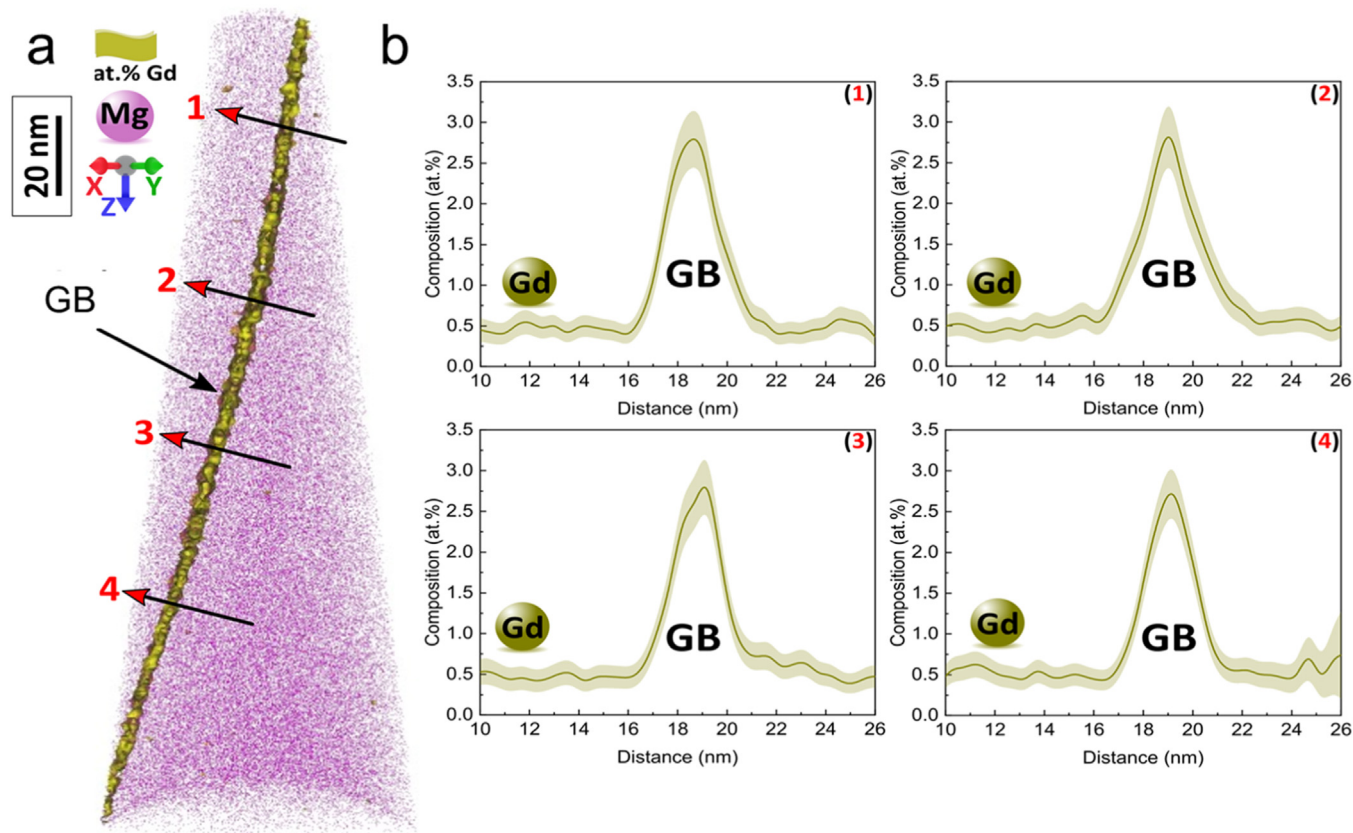 a
at.% Gd
Mg
20 nm
X
Y
Z
1
2
GB
3
4
b
(1)
3.5
3.0
2.5
2.0
1.5
1.0
0.5
0.0
Composition (at.%)
Gd
GB
10 12 14 16 18 20 22 24 26
Distance (nm)
(2)
3.5
3.0
2.5
2.0
1.5
1.0
0.5
0.0
Composition (at.%)
Gd
GB
10 12 14 16 18 20 22 24 26
Distance (nm)
(3)
3.5
3.0
2.5
2.0
1.5
1.0
0.5
0.0
Composition (at.%)
Gd
GB
10 12 14 16 18 20 22 24 26
Distance (nm)
(4)
3.5
3.0
2.5
2.0
1.5
1.0
0.5
0.0
Composition (at.%)
Gd
GB
10 12 14 16 18 20 22 24 26
Distance (nm)